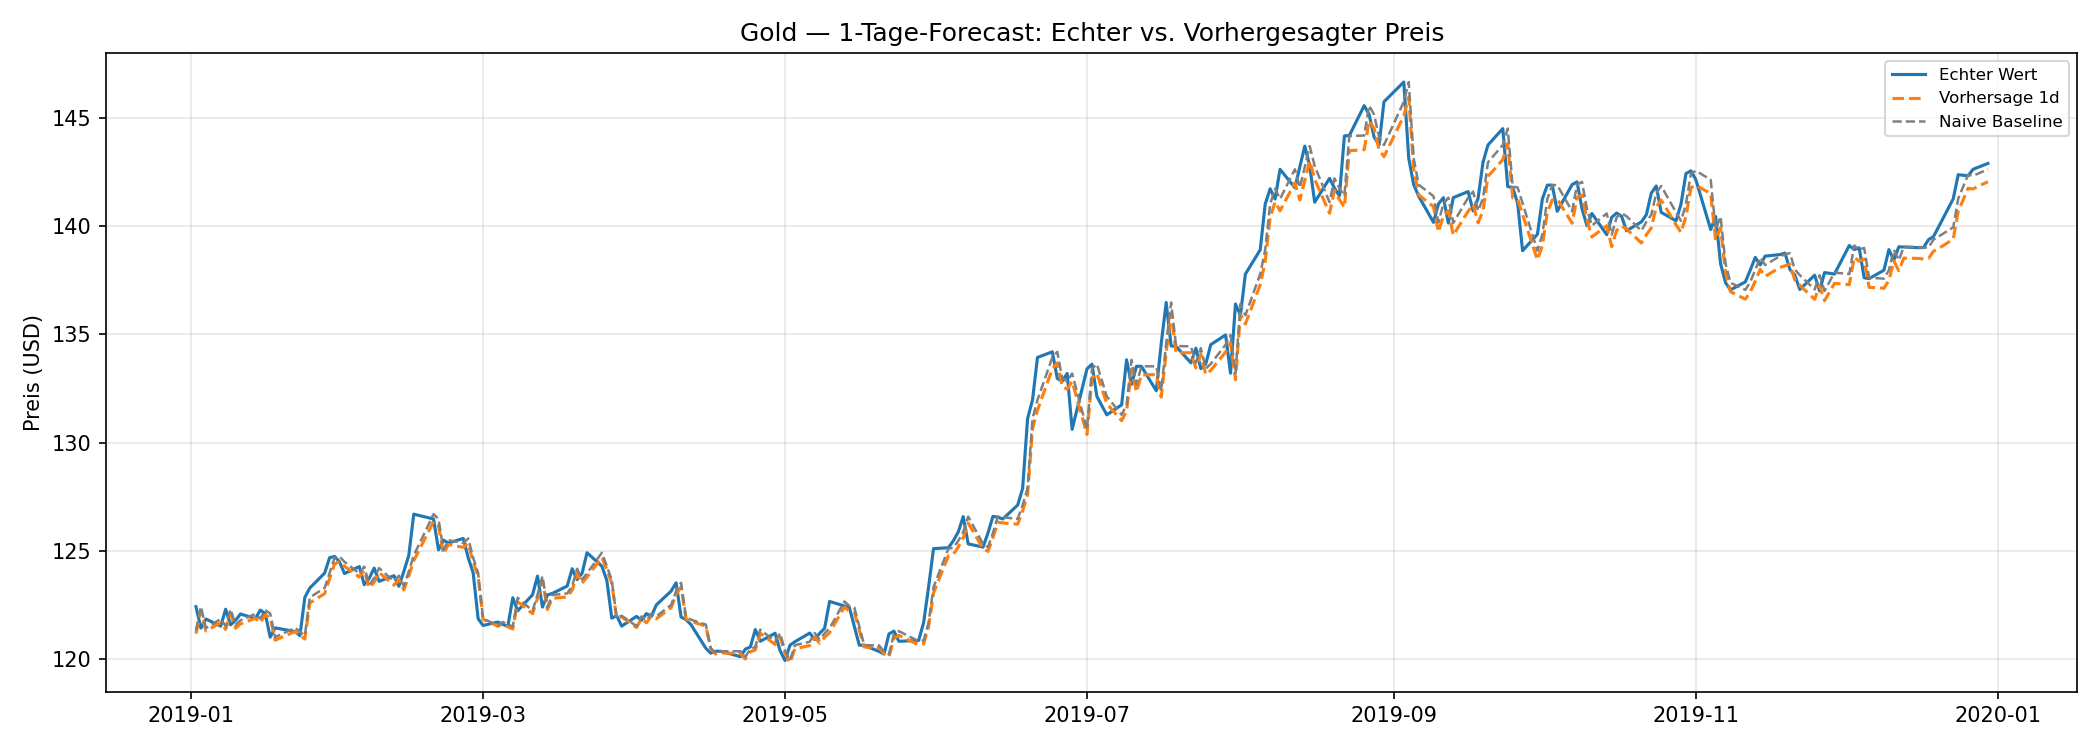 Gold — 1-Tage-Forecast: Echter vs. Vorhergesagter Preis
Echter Wert
Vorhersage 1d
Naive Baseline
Preis (USD)
145
140
135
130
125
120
2019-01
2019-03
2019-05
2019-07
2019-09
2019-11
2020-01